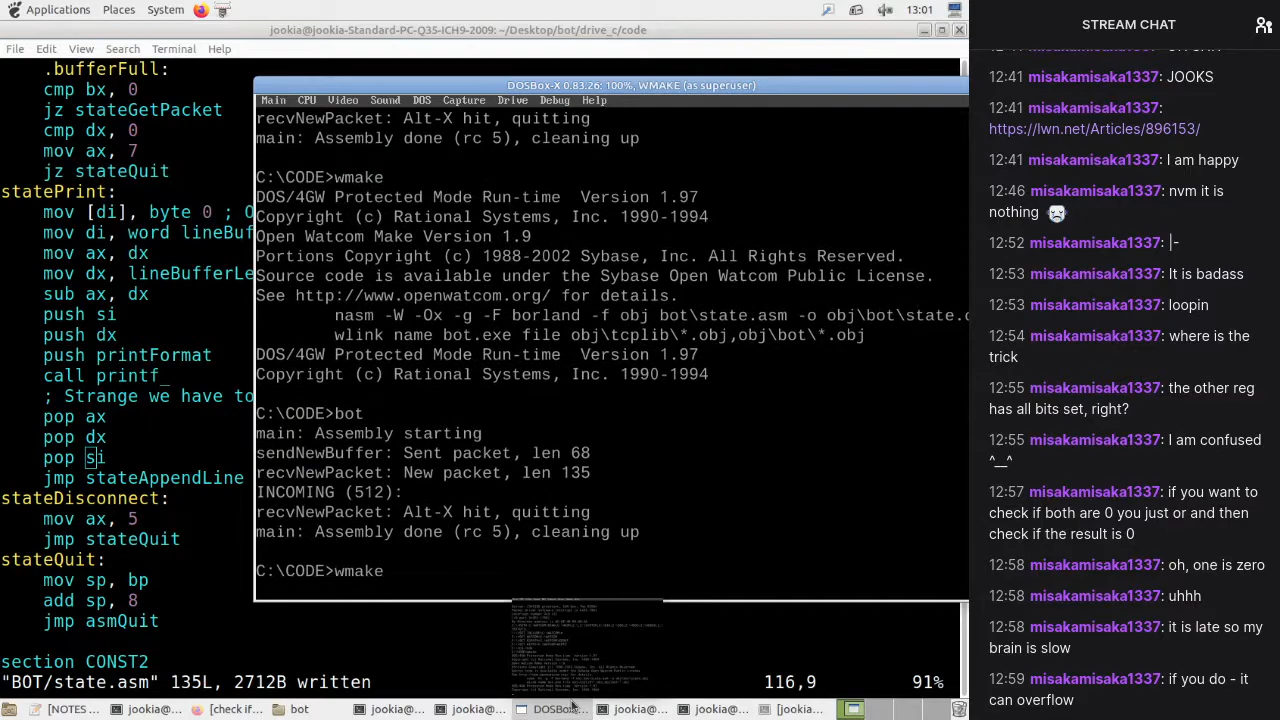 Applications Places System 13:01
jookia@jookia-Standard-PC-Q35-ICH9-2009: ~/Desktop/bot/drive_c/code
File Edit View Search Terminal Help
.bufferFull:
cmp bx, 0
jz stateGetPacket
cmp dx, 0
mov ax, 7
jz stateQuit
statePrint:
mov [di], byte 0 ; O
mov di, word lineBuf
mov ax, dx
mov dx, lineBufferLe
sub ax, dx
push si
push dx
push printFormat
call printf_
; Strange we have to
pop ax
pop dx
pop si
jmp stateAppendLine
stateDisconnect:
mov ax, 5
jmp stateQuit
stateQuit:
mov sp, bp
add sp, 8
jmp asmQuit
section CONST2
"BOT/state.asm" 135L, 2712B written
116,8
93%
DOSBox-X 0.83.26: 100%, WMAKE (as superuser)
Main CPU Video Sound DOS Capture Drive Debug Help
recvNewPacket: Alt-X hit, quitting
main: Assembly done (rc 5), cleaning up
C:\CODE>wmake
DOS/4GW Protected Mode Run-time Version 1.97
Copyright (c) Rational Systems, Inc. 1990-1994
Open Watcom Make Version 1.9
Portions Copyright (c) 1988-2002 Sybase, Inc. All Rights Reserved.
Source code is available under the Sybase Open Watcom Public License.
See http://www.openwatcom.org/ for details.
nasm -W -Ox -g -F borland -f obj bot\state.asm -o obj\bot\state.o
wlink name bot.exe file obj\tcplib\*.obj,obj\bot\*.obj
DOS/4GW Protected Mode Run-time Version 1.97
Copyright (c) Rational Systems, Inc. 1990-1994
C:\CODE>bot
main: Assembly starting
sendNewBuffer: Sent packet, len 68
recvNewPacket: New packet, len 135
INCOMING (512):
recvNewPacket: Alt-X hit, quitting
main: Assembly done (rc 5), cleaning up
C:\CODE>wmake
[NOTES... [check if... bot jookia@... jookia@... DOSBo... jookia@... jookia@... [jookia...
STREAM CHAT
12:41 misakamisaka1337: JOOKS
12:41 misakamisaka1337:
https://lwn.net/Articles/896153/
12:41 misakamisaka1337: I am happy
12:46 misakamisaka1337: nvm it is
nothing
12:52 misakamisaka1337: |-
12:53 misakamisaka1337: It is badass
12:53 misakamisaka1337: loopin
12:54 misakamisaka1337: where is the
trick
12:55 misakamisaka1337: the other reg
has all bits set, right?
12:55 misakamisaka1337: I am confused
^__^
12:57 misakamisaka1337: if you want to
check if both are 0 you just or and then
check if the result is 0
12:58 misakamisaka1337: oh, one is zero
12:58 misakamisaka1337: uhhh
12:58 misakamisaka1337: it is late so my
brain is slow
12:58 misakamisaka1337: if you do add it
can overflow